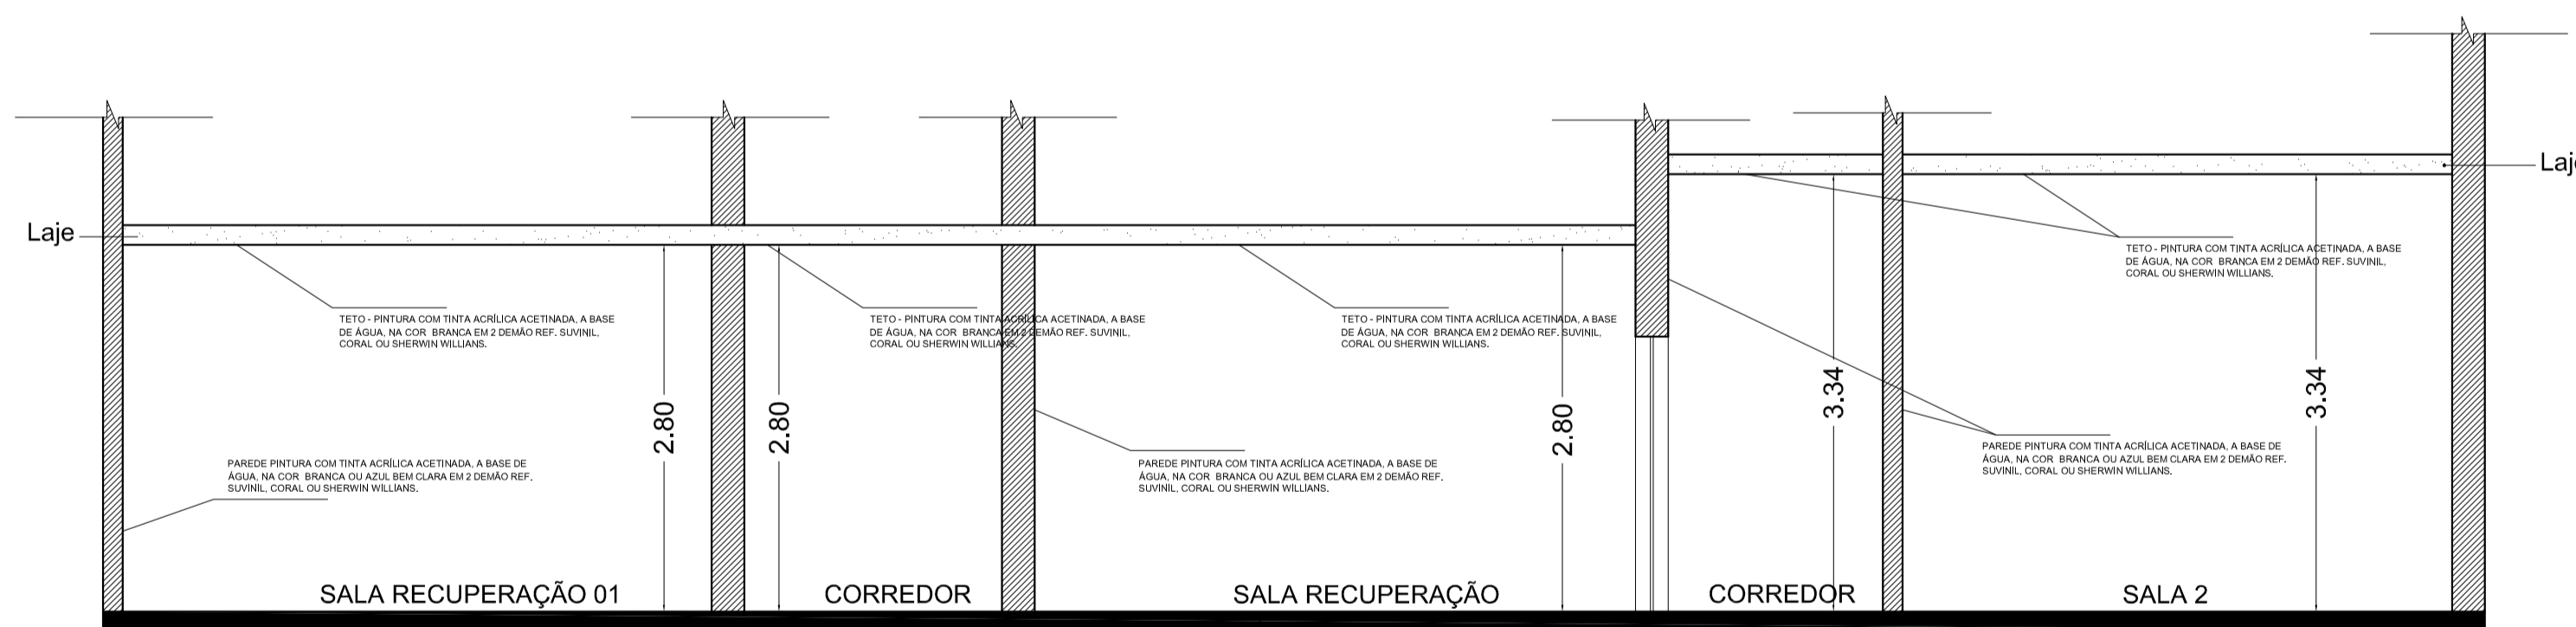 Laje
Laje
TETO - PINTURA COM TINTA ACRÍLICA ACETINADA, A BASE
DE ÁGUA, NA COR BRANCA EM 2 DEMÃO REF. SUVINIL,
CORAL OU SHERWIN WILLIANS.
TETO - PINTURA COM TINTA ACRÍLICA ACETINADA, A BASE
DE ÁGUA, NA COR BRANCA EM 2 DEMÃO REF. SUVINIL,
CORAL OU SHERWIN WILLIANS.
TETO - PINTURA COM TINTA ACRÍLICA ACETINADA, A BASE
DE ÁGUA, NA COR BRANCA EM 2 DEMÃO REF. SUVINIL,
CORAL OU SHERWIN WILLIANS.
TETO - PINTURA COM TINTA ACRÍLICA ACETINADA, A BASE
DE ÁGUA, NA COR BRANCA EM 2 DEMÃO REF. SUVINIL,
CORAL OU SHERWIN WILLIANS.
2.80
2.80
2.80
3.34
3.34
PAREDE PINTURA COM TINTA ACRÍLICA ACETINADA, A BASE DE
ÁGUA, NA COR BRANCA OU AZUL BEM CLARA EM 2 DEMÃO REF.
SUVINIL, CORAL OU SHERWIN WILLIANS.
PAREDE PINTURA COM TINTA ACRÍLICA ACETINADA, A BASE DE
ÁGUA, NA COR BRANCA OU AZUL BEM CLARA EM 2 DEMÃO REF.
SUVINIL, CORAL OU SHERWIN WILLIANS.
PAREDE PINTURA COM TINTA ACRÍLICA ACETINADA, A BASE DE
ÁGUA, NA COR BRANCA OU AZUL BEM CLARA EM 2 DEMÃO REF.
SUVINIL, CORAL OU SHERWIN WILLIANS.
SALA RECUPERAÇÃO 01
CORREDOR
SALA RECUPERAÇÃO
CORREDOR
SALA 2